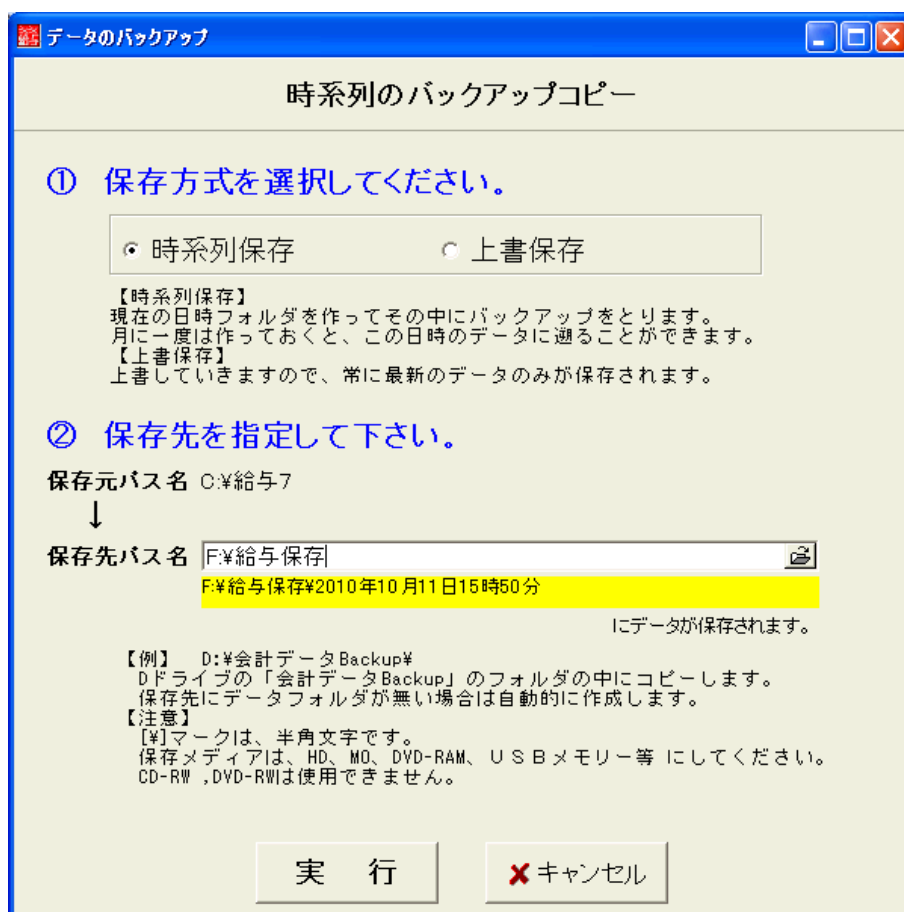 データのバックアップ
時系列のバックアップコピー
① 保存方式を選択してください。
時系列保存 上書保存
【時系列保存】
現在の日時フォルダを作ってその中にバックアップをとります。
月に一度は作っておくと、この日時のデータに遡ることができます。
【上書保存】
上書していきますので、常に最新のデータのみが保存されます。
② 保存先を指定して下さい。
保存元パス名 C:¥給与7
↓
保存先パス名 F:¥給与保存
F:¥給与保存¥2010年10月11日15時50分
にデータが保存されます。
【例】 D:¥会計データBackup¥
Dドライブの「会計データBackup」のフォルダの中にコピーします。
保存先にデータフォルダが無い場合は自動的に作成します。
【注意】
[¥]マークは、半角文字です。
保存メディアは、HD、MO、DVD-RAM、ＵＳＢメモリー等 にしてください。
CD-RW ,DVD-RWは使用できません。
実 行 キャンセル